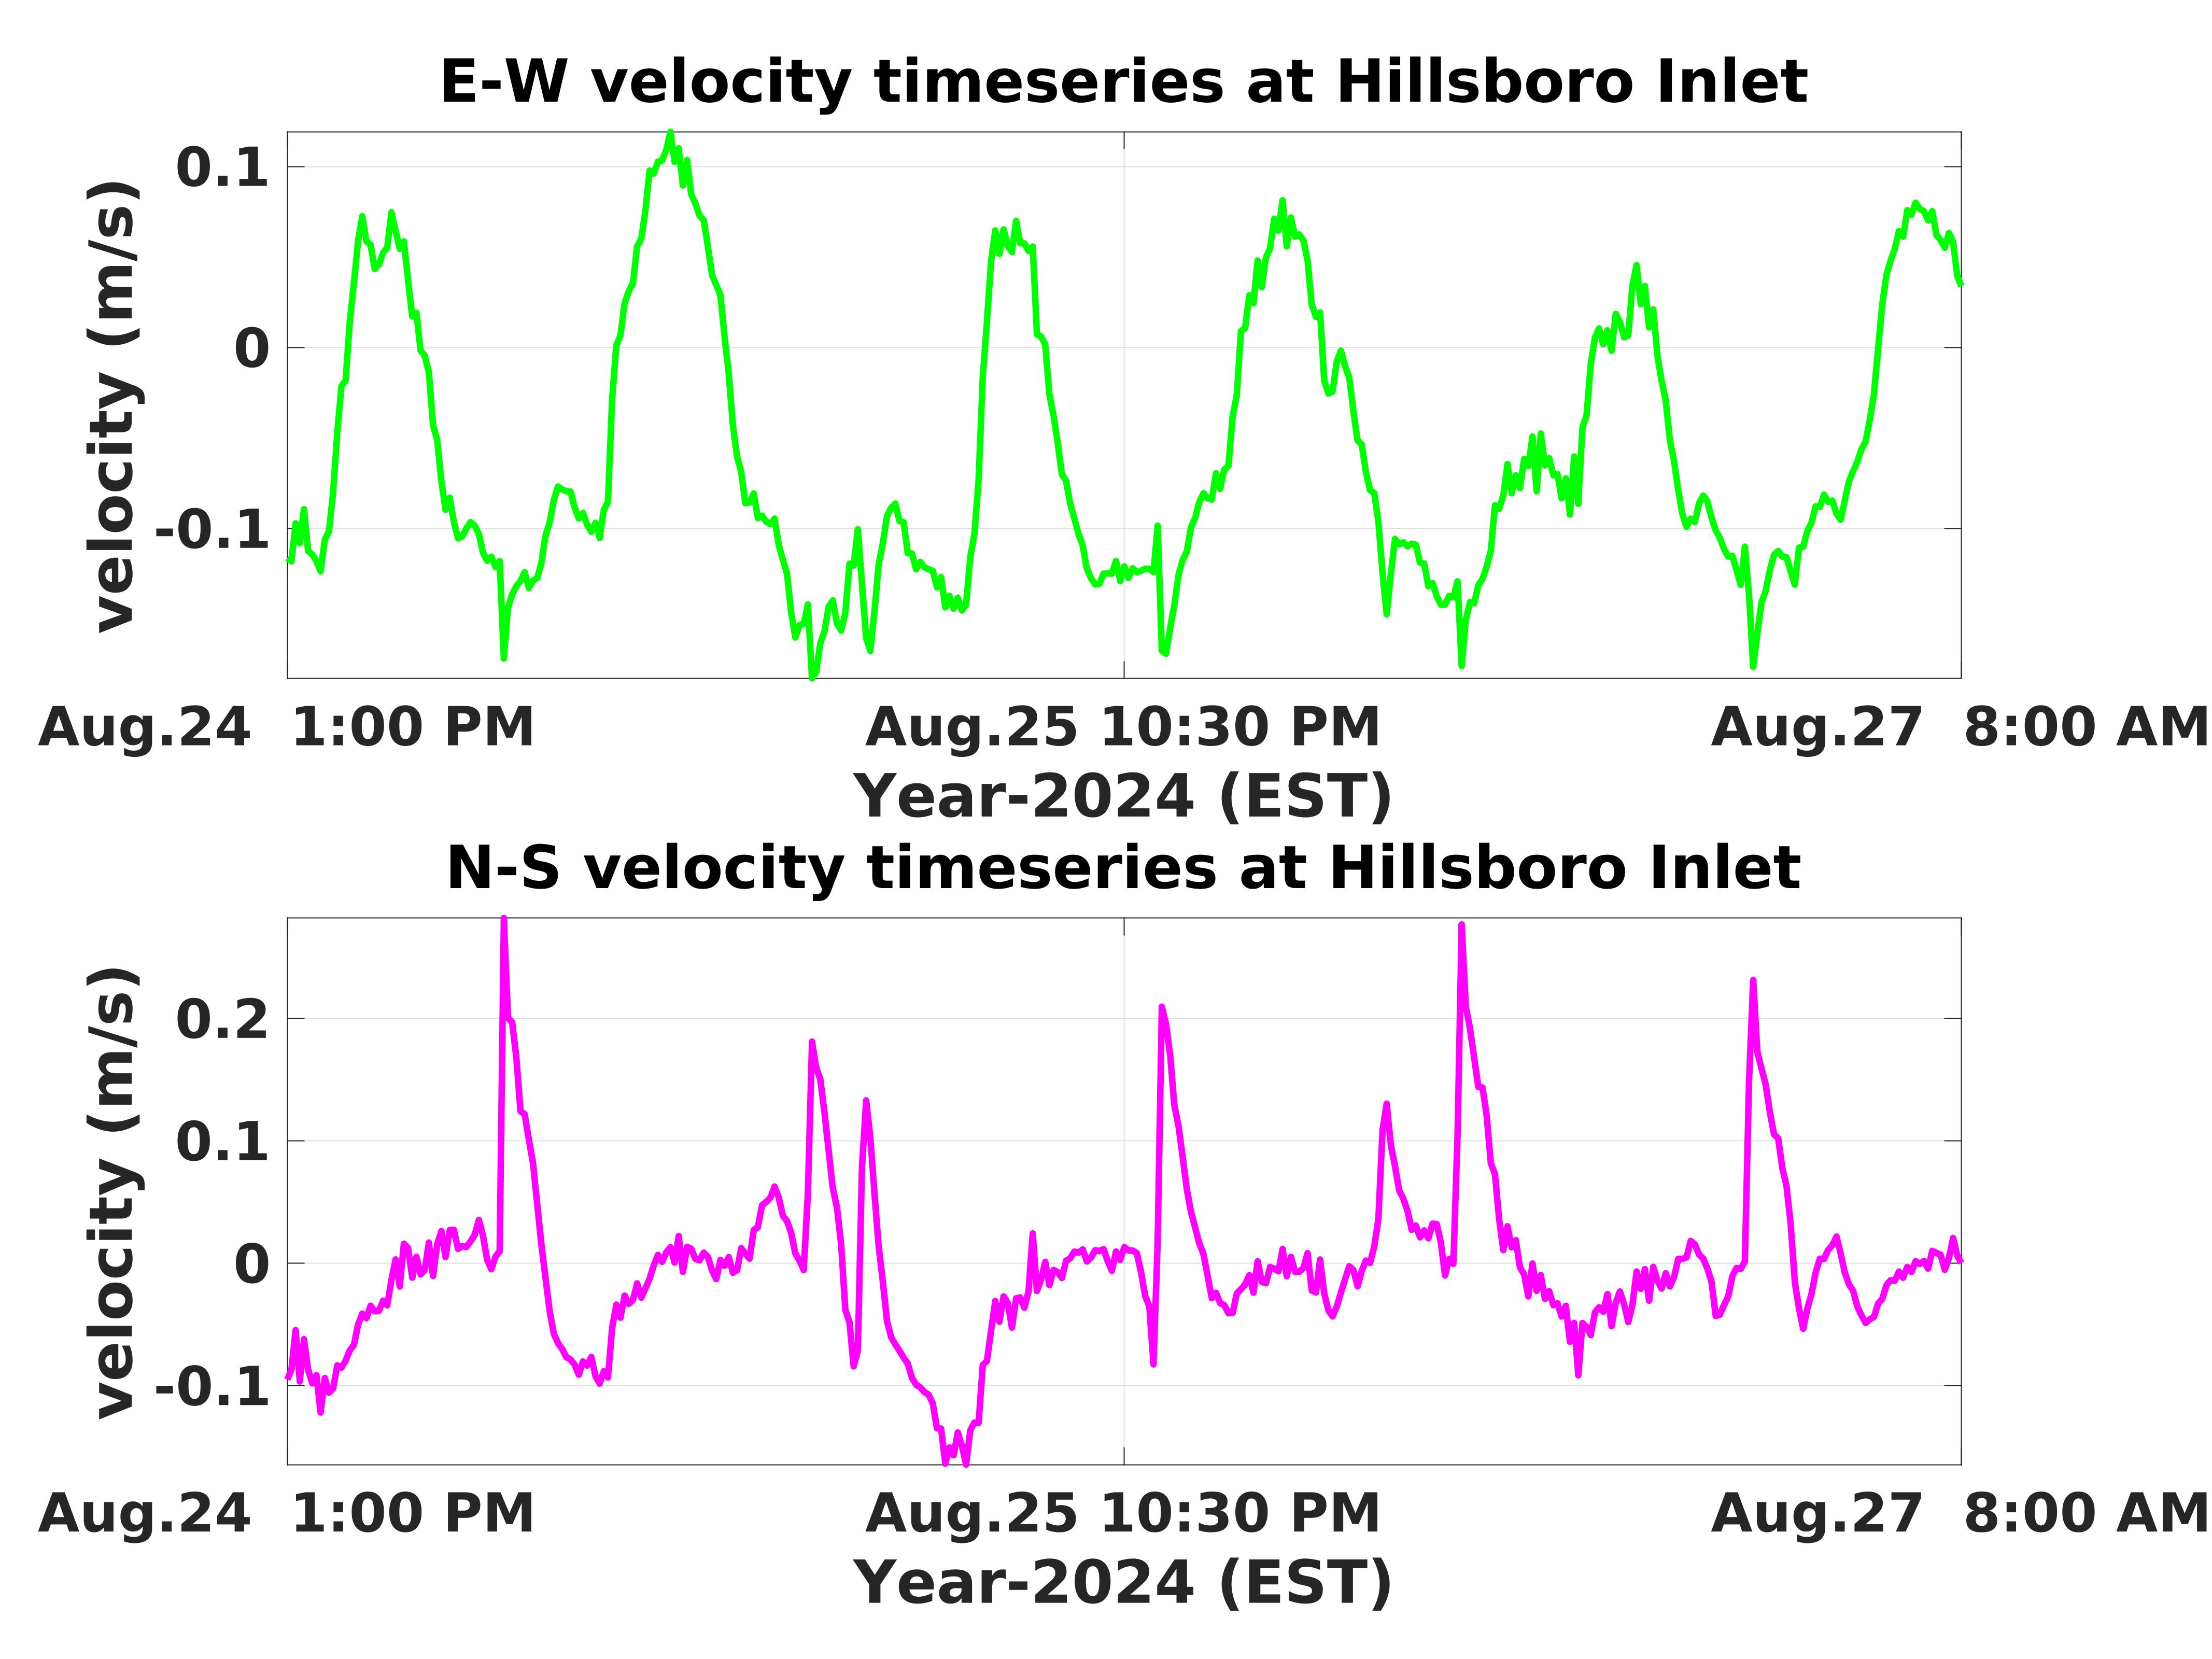 E-W velocity timeseries at Hillsboro Inlet
velocity (m/s)
0.1
0
-0.1
Aug.24 1:00 PM Aug.25 10:30 PM Aug.27 8:00 AM
Year-2024 (EST)
N-S velocity timeseries at Hillsboro Inlet
velocity (m/s)
0.2
0.1
0
-0.1
Aug.24 1:00 PM Aug.25 10:30 PM Aug.27 8:00 AM
Year-2024 (EST)